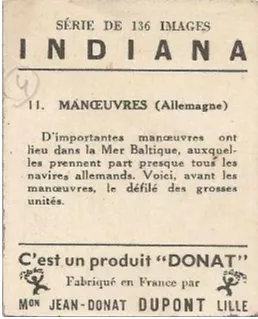 SÉRIE DE 136 IMAGES
INDIANA
4
11. MANŒUVRES (Allemagne)
D'importantes manœuvres ont
lieu dans la Mer Baltique, auxquel-
les prennent part presque tous les
navires allemands. Voici, avant les
manœuvres, le défilé des grosses
unités.
C'est un produit "DONAT"
Fabriqué en France par
MON JEAN-DONAT DUPONT LILLE